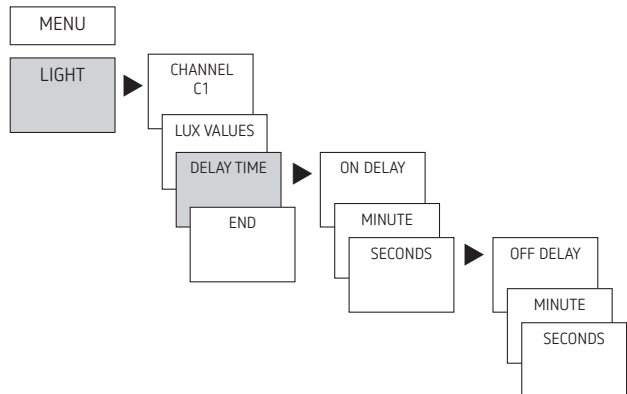 MENU
LIGHT
CHANNEL
C1
LUX VALUES
DELAY TIME
END
ON DELAY
MINUTE
SECONDS
OFF DELAY
MINUTE
SECONDS